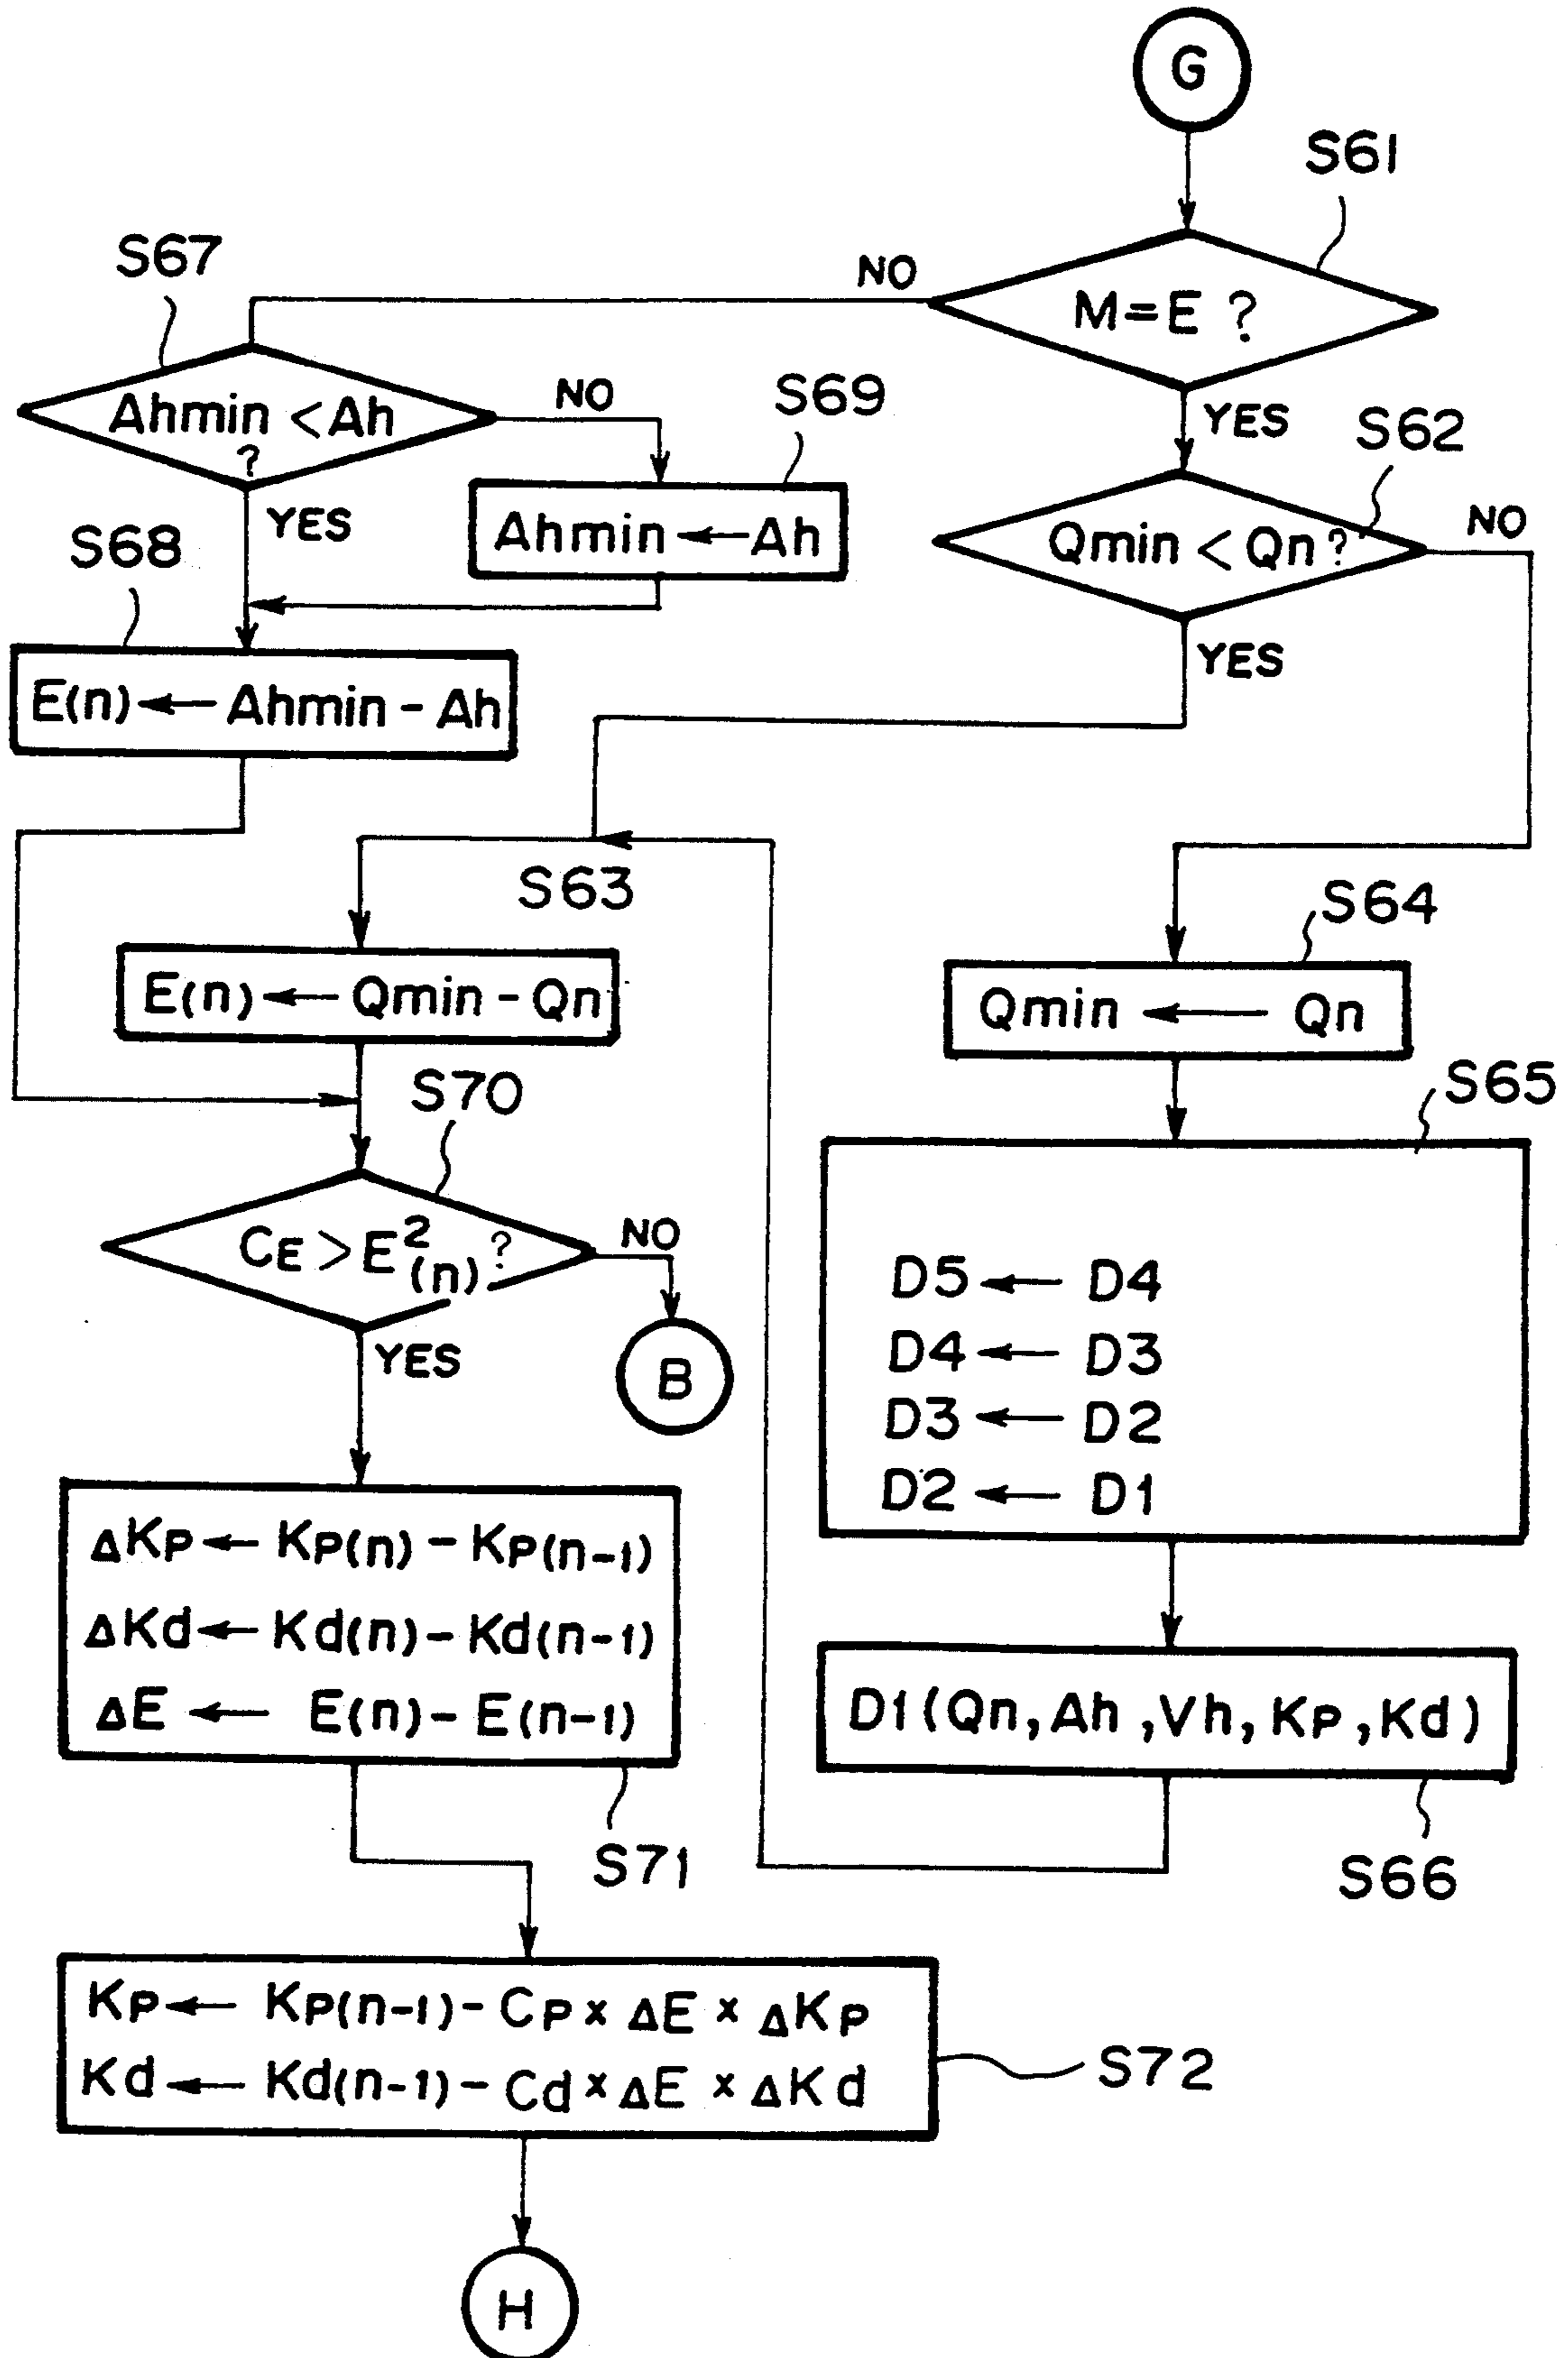 G
S61
M=E ?
NO
YES
S67
Ahmin <Ah
?
NO
YES
S69
Ahmin ← Ah
S62
Qmin < Qn?
NO
YES
S68
E(n) ← Ahmin - Ah
S63
E(n) ← Qmin - Qn
S64
Qmin ← Qn
S65
D5 ← D4
D4 ← D3
D3 ← D2
D2 ← D1
S70
CE > E²(n) ?
NO
B
YES
ΔKP ← KP(n) - KP(n-1)
ΔKd ← Kd(n) - Kd(n-1)
ΔE ← E(n) - E(n-1)
S71
D1(Qn, Ah, Vh, KP, Kd)
S66
KP ← KP(n-1) - CP × ΔE × ΔKP
Kd ← Kd(n-1) - Cd × ΔE × ΔKd
S72
H